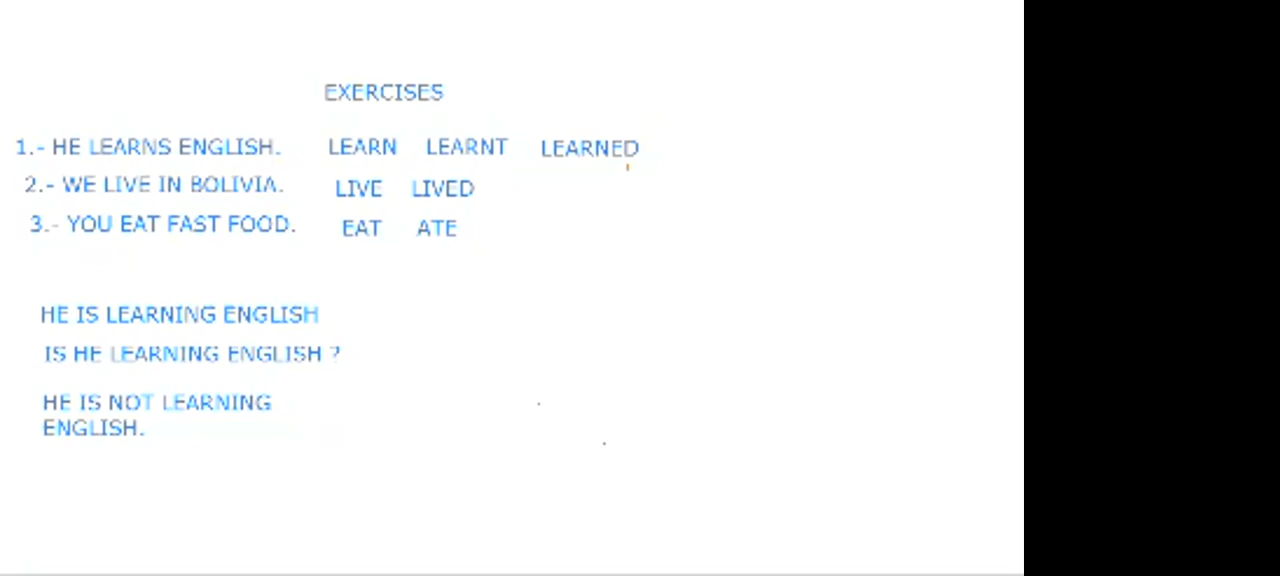 EXERCISES
1.- HE LEARNS ENGLISH. LEARN LEARNT LEARNED
2.- WE LIVE IN BOLIVIA. LIVE LIVED
3.- YOU EAT FAST FOOD. EAT ATE
HE IS LEARNING ENGLISH
IS HE LEARNING ENGLISH ?
HE IS NOT LEARNING
ENGLISH.